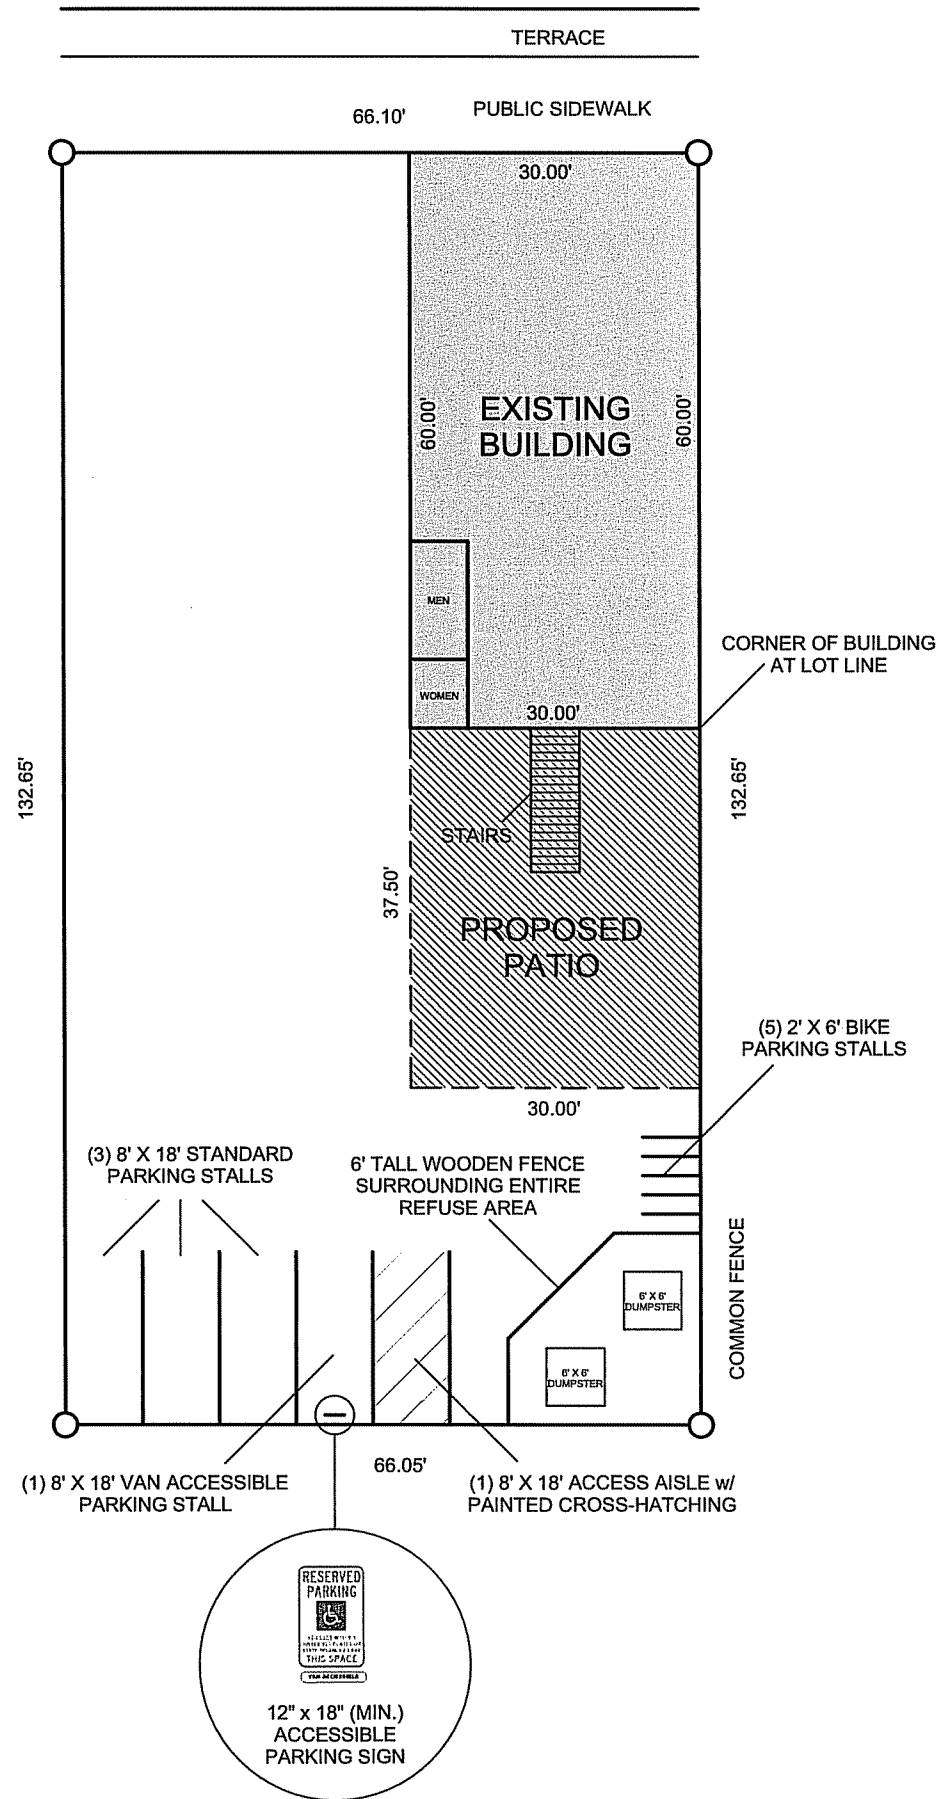 TERRACE
66.10'
PUBLIC SIDEWALK
30.00'
60.00'
EXISTING
BUILDING
60.00'
MEN
WOMEN
30.00'
CORNER OF BUILDING
AT LOT LINE
132.65'
132.65'
STAIRS
37.50'
PROPOSED
PATIO
(5) 2' X 6' BIKE
PARKING STALLS
30.00'
(3) 8' X 18' STANDARD
PARKING STALLS
6' TALL WOODEN FENCE
SURROUNDING ENTIRE
REFUSE AREA
COMMON FENCE
6' X 6'
DUMPSTER
6' X 6'
DUMPSTER
66.05'
(1) 8' X 18' VAN ACCESSIBLE
PARKING STALL
(1) 8' X 18' ACCESS AISLE w/
PAINTED CROSS-HATCHING
RESERVED
PARKING
THIS SPACE
VAN ACCESSIBLE
12" x 18" (MIN.)
ACCESSIBLE
PARKING SIGN